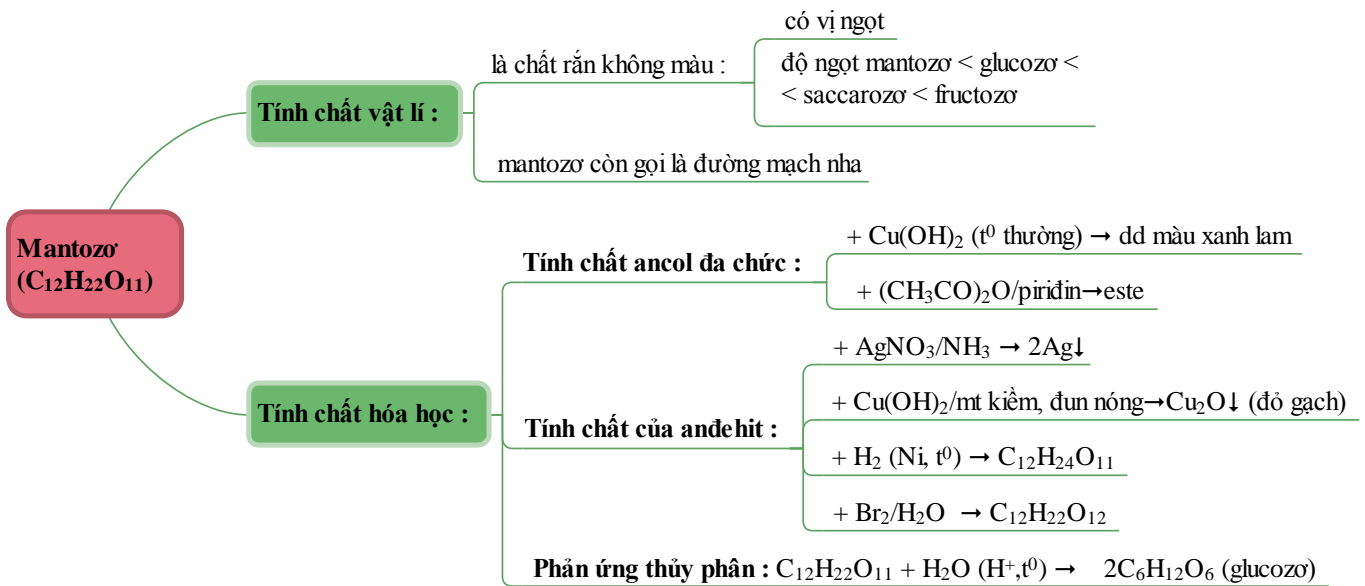 Mantozơ
(C₁₂H₂₂O₁₁)
Tính chất vật lí :
là chất rắn không màu :
có vị ngọt
độ ngọt mantozơ < glucozơ <
< saccarozơ < fructozơ
mantozơ còn gọi là đường mạch nha
Tính chất hóa học :
Tính chất ancol đa chức :
+ Cu(OH)₂ (t⁰ thường) → dd màu xanh lam
+ (CH₃CO)₂O/piriđin→este
Tính chất của anđehit :
+ AgNO₃/NH₃ → 2Ag↓
+ Cu(OH)₂/mt kiềm, đun nóng→Cu₂O↓ (đỏ gạch)
+ H₂ (Ni, t⁰) → C₁₂H₂₄O₁₁
+ Br₂/H₂O → C₁₂H₂₂O₁₂
Phản ứng thủy phân : C₁₂H₂₂O₁₁ + H₂O (H⁺,t⁰) → 2C₆H₁₂O₆ (glucozơ)